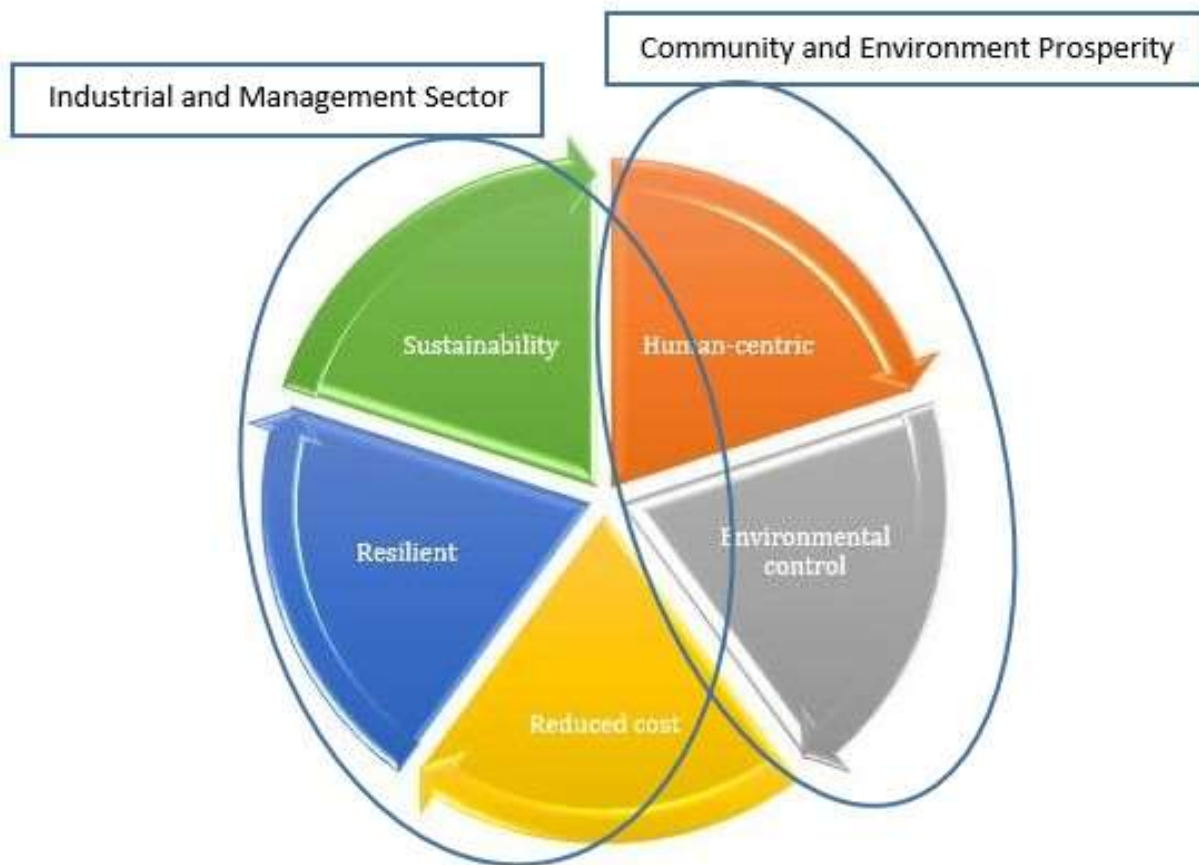 Community and Environment Prosperity
Industrial and Management Sector
Sustainability
Human-centric
Resilient
Environmental
control
Reduced cost